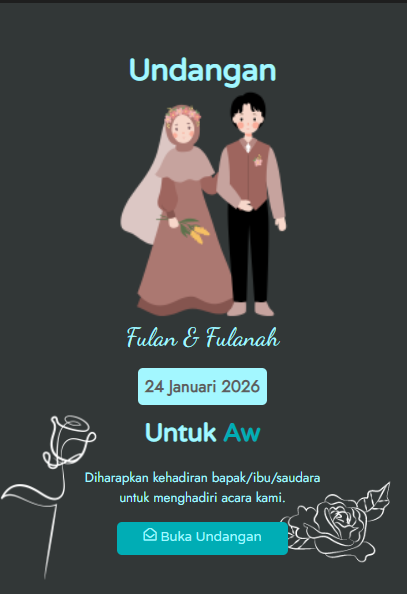 Undangan
Fulan & Fulanah
24 Januari 2026
Untuk Aw
Diharapkan kehadiran bapak/ibu/saudara
untuk menghadiri acara kami.
Buka Undangan